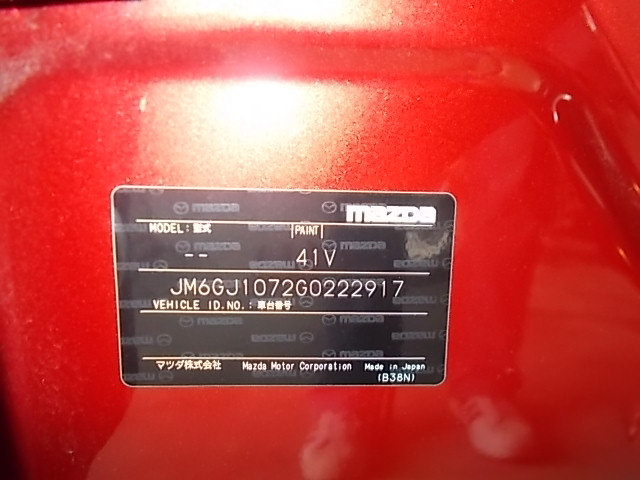 mazda
MODEL: 型式
PAINT
-- 41V
JM6GJ1072G0222917
VEHICLE ID.NO.: 車台番号
マツダ株式会社 Mazda Motor Corporation Made in Japan
(B38N)